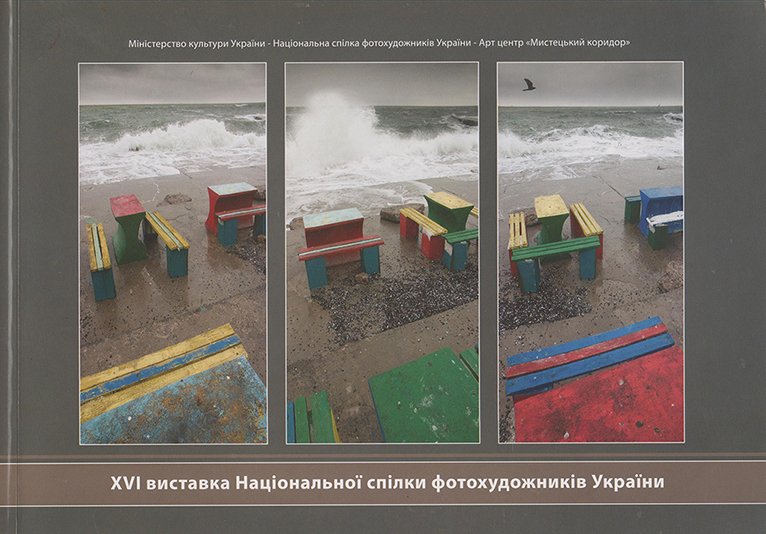 Міністерство культури України - Національна спілка фотохудожників України - Арт центр «Мистецький коридор»
XVI виставка Національної спілки фотохудожників України